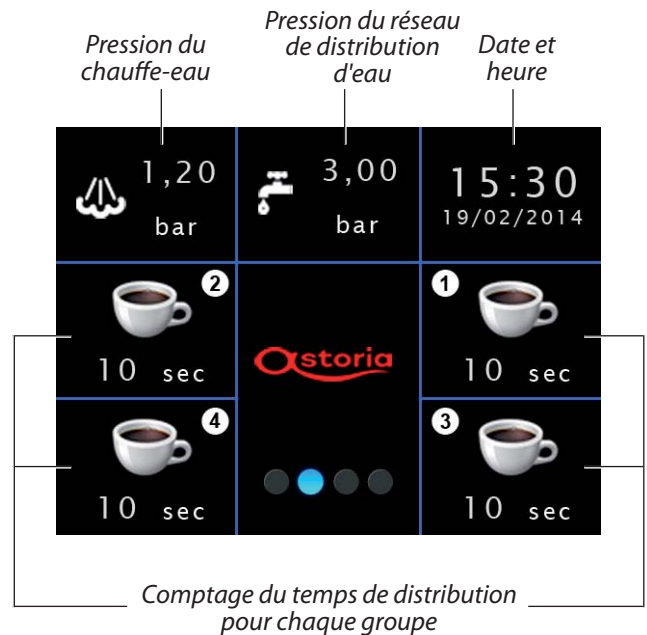 Pression du
chauffe-eau
Pression du réseau
de distribution
d'eau
Date et
heure
1,20
bar
3,00
bar
15:30
19/02/2014
2
10 sec
astoria
1
10 sec
4
10 sec
3
10 sec
Comptage du temps de distribution
pour chaque groupe